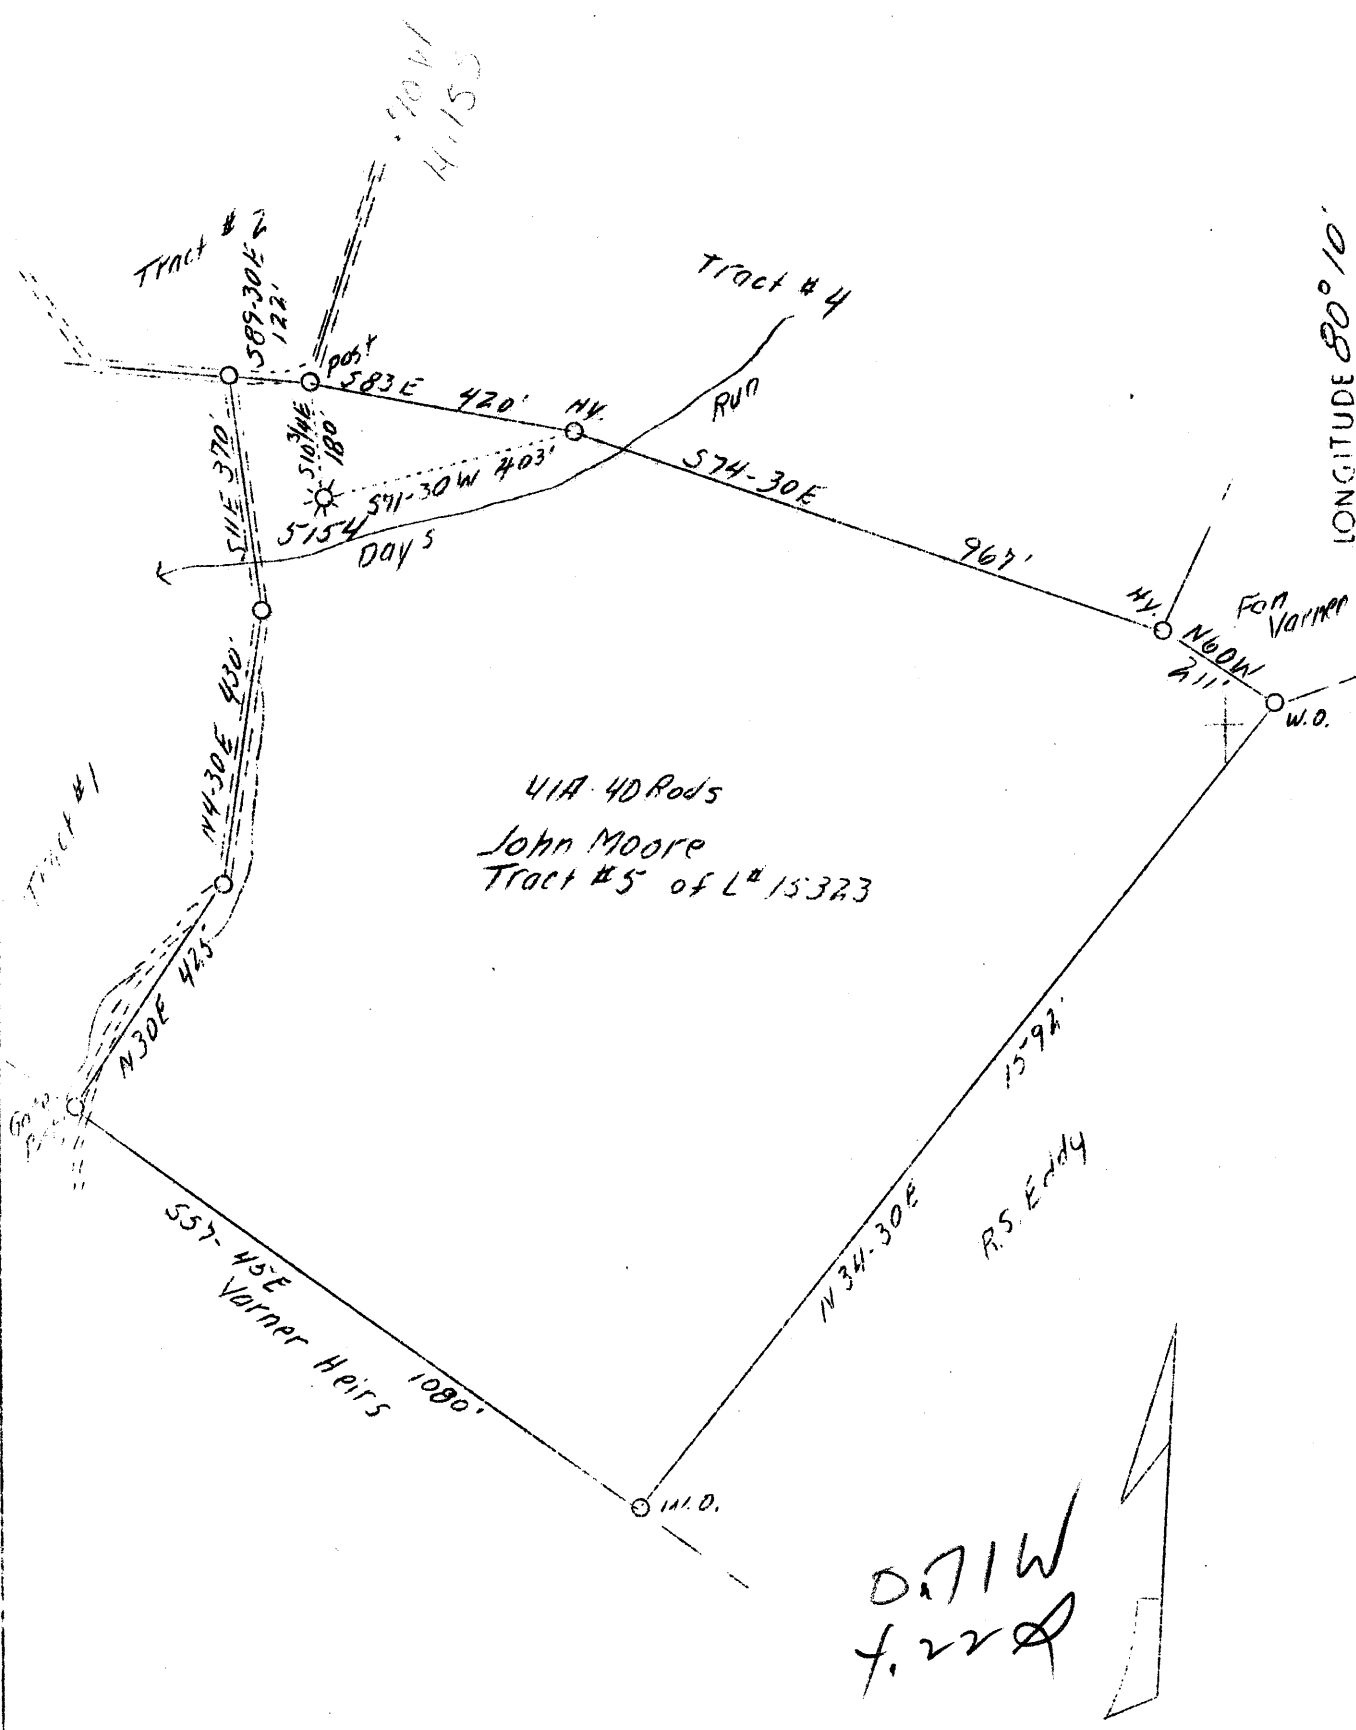 Tract # 2
S89-30E
122'
Tract # 4
LONGITUDE 80° 10'
post
S83E 420'
Hy.
Run
S10 3/4 E
180'
S71-30W 403'
5154
Days
S11E 370'
S74-30E 967'
Hy.
N60W
211'
Fan
Varner
W.O.
N4-30E 430'
Tract #1
41A 40 Rods
John Moore
Tract #5 of L# 15323
N30E 425'
1592'
N34-30E
R.S. Eddy
S57-45E 1080'
Varner Heirs
W.O.
0.71W